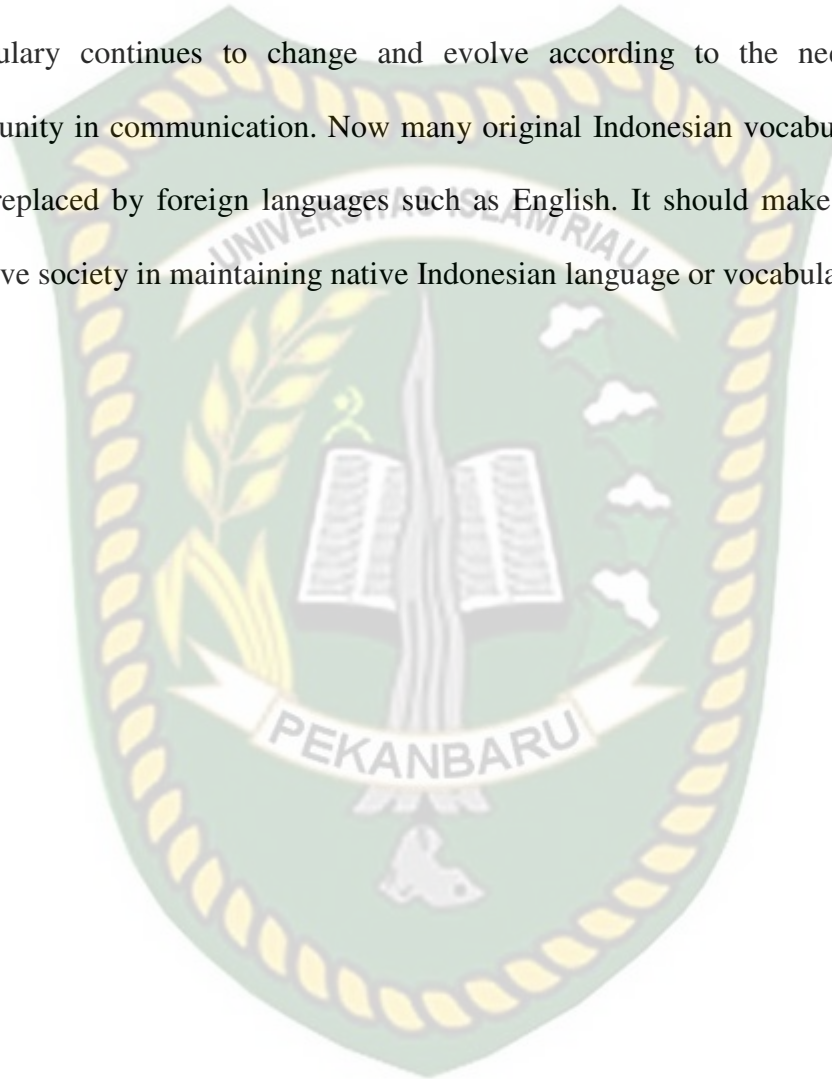 ulary continues to change and evolve according to the nee
unity in communication. Now many original Indonesian vocabu
replaced by foreign languages such as English. It should make
ve society in maintaining native Indonesian language or vocabula
UNIVERSITAS ISLAM RIAU
PEKANBARU